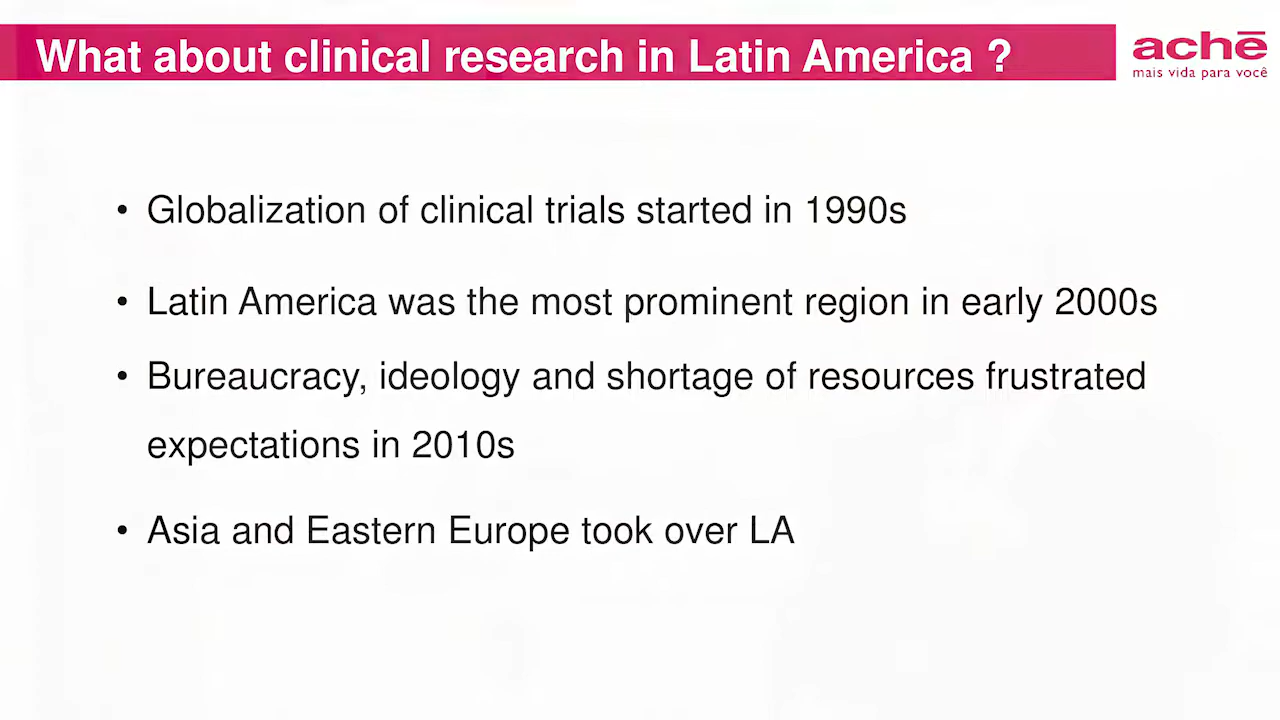 What about clinical research in Latin America ?
achē
mais vida para você
• Globalization of clinical trials started in 1990s
• Latin America was the most prominent region in early 2000s
• Bureaucracy, ideology and shortage of resources frustrated
expectations in 2010s
• Asia and Eastern Europe took over LA